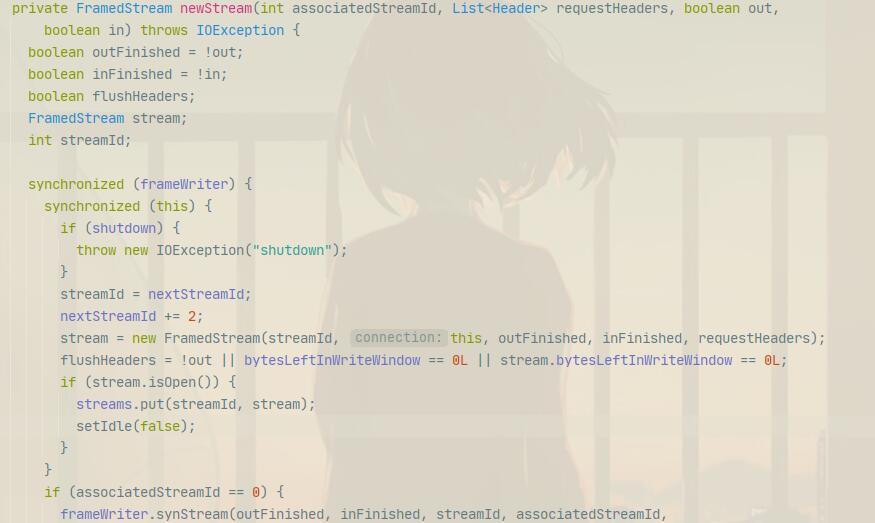 private FramedStream newStream(int associatedStreamId, List<Header> requestHeaders, boolean out,
    boolean in) throws IOException {
  boolean outFinished = !out;
  boolean inFinished = !in;
  boolean flushHeaders;
  FramedStream stream;
  int streamId;

  synchronized (frameWriter) {
    synchronized (this) {
      if (shutdown) {
        throw new IOException("shutdown");
      }
      streamId = nextStreamId;
      nextStreamId += 2;
      stream = new FramedStream(streamId, connection: this, outFinished, inFinished, requestHeaders);
      flushHeaders = !out || bytesLeftInWriteWindow == 0L || stream.bytesLeftInWriteWindow == 0L;
      if (stream.isOpen()) {
        streams.put(streamId, stream);
        setIdle(false);
      }
    }
    if (associatedStreamId == 0) {
      frameWriter.synStream(outFinished, inFinished, streamId, associatedStreamId,